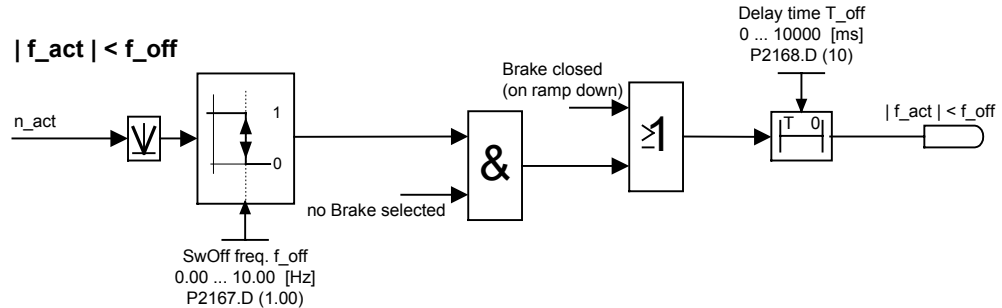 | f_act | < f_off
n_act
1
0
&
no Brake selected
Brake closed
(on ramp down)
≥1
Delay time T_off
0 ... 10000 [ms]
P2168.D (10)
T 0
| f_act | < f_off
SwOff freq. f_off
0.00 ... 10.00 [Hz]
P2167.D (1.00)